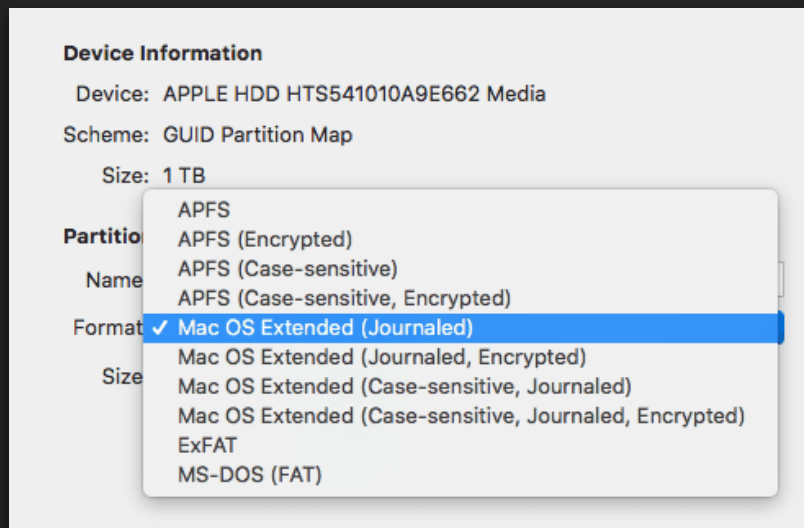 Device Information
Device: APPLE HDD HTS541010A9E662 Media
Scheme: GUID Partition Map
Size: 1 TB
APFS
Partitio
APFS (Encrypted)
APFS (Case-sensitive)
Name
APFS (Case-sensitive, Encrypted)
Format ✓ Mac OS Extended (Journaled)
Mac OS Extended (Journaled, Encrypted)
Size
Mac OS Extended (Case-sensitive, Journaled)
Mac OS Extended (Case-sensitive, Journaled, Encrypted)
ExFAT
MS-DOS (FAT)